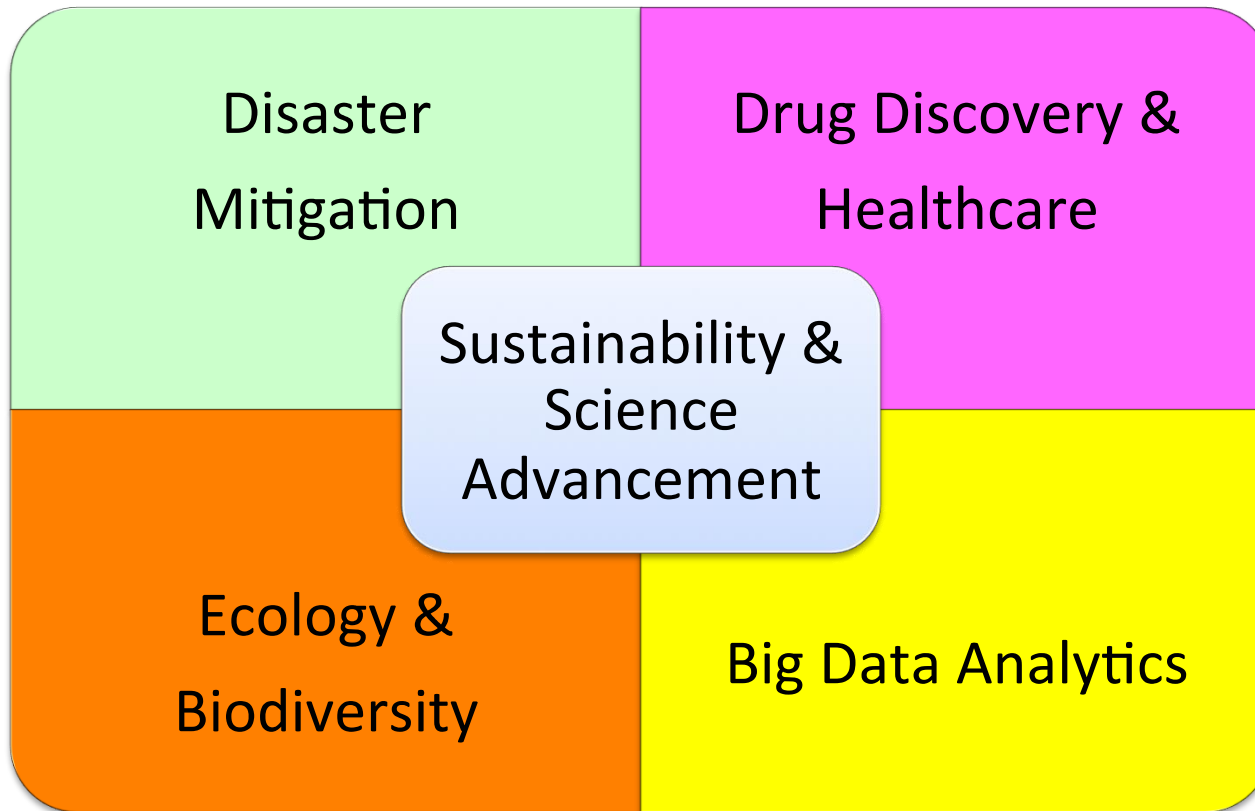 Disaster
Mitigation
Drug Discovery &
Healthcare
Sustainability &
Science
Advancement
Ecology &
Biodiversity
Big Data Analytics